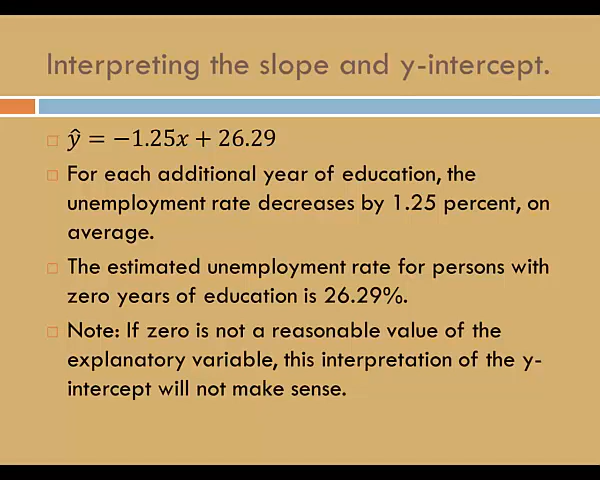 Interpreting the slope and y-intercept.
ŷ = −1.25x + 26.29
For each additional year of education, the
unemployment rate decreases by 1.25 percent, on
average.
The estimated unemployment rate for persons with
zero years of education is 26.29%.
Note: If zero is not a reasonable value of the
explanatory variable, this interpretation of the y-
intercept will not make sense.